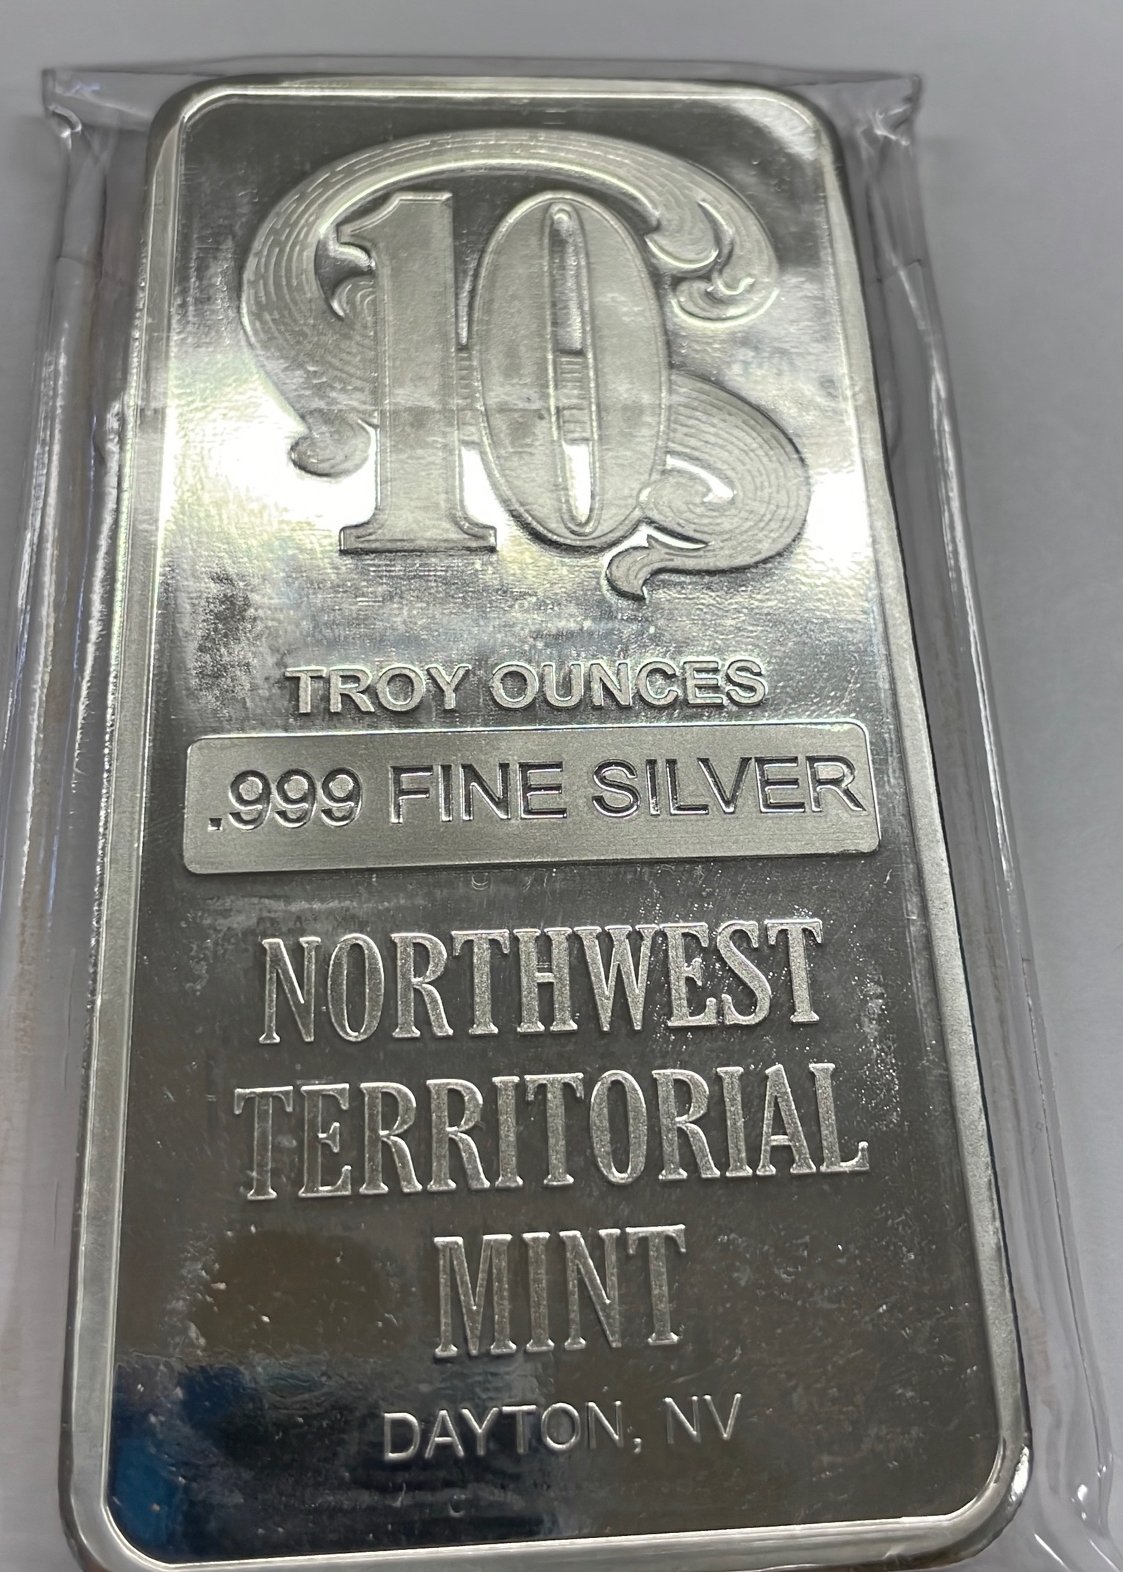 10
TROY OUNCES
.999 FINE SILVER
NORTHWEST
TERRITORIAL
MINT
DAYTON, NV